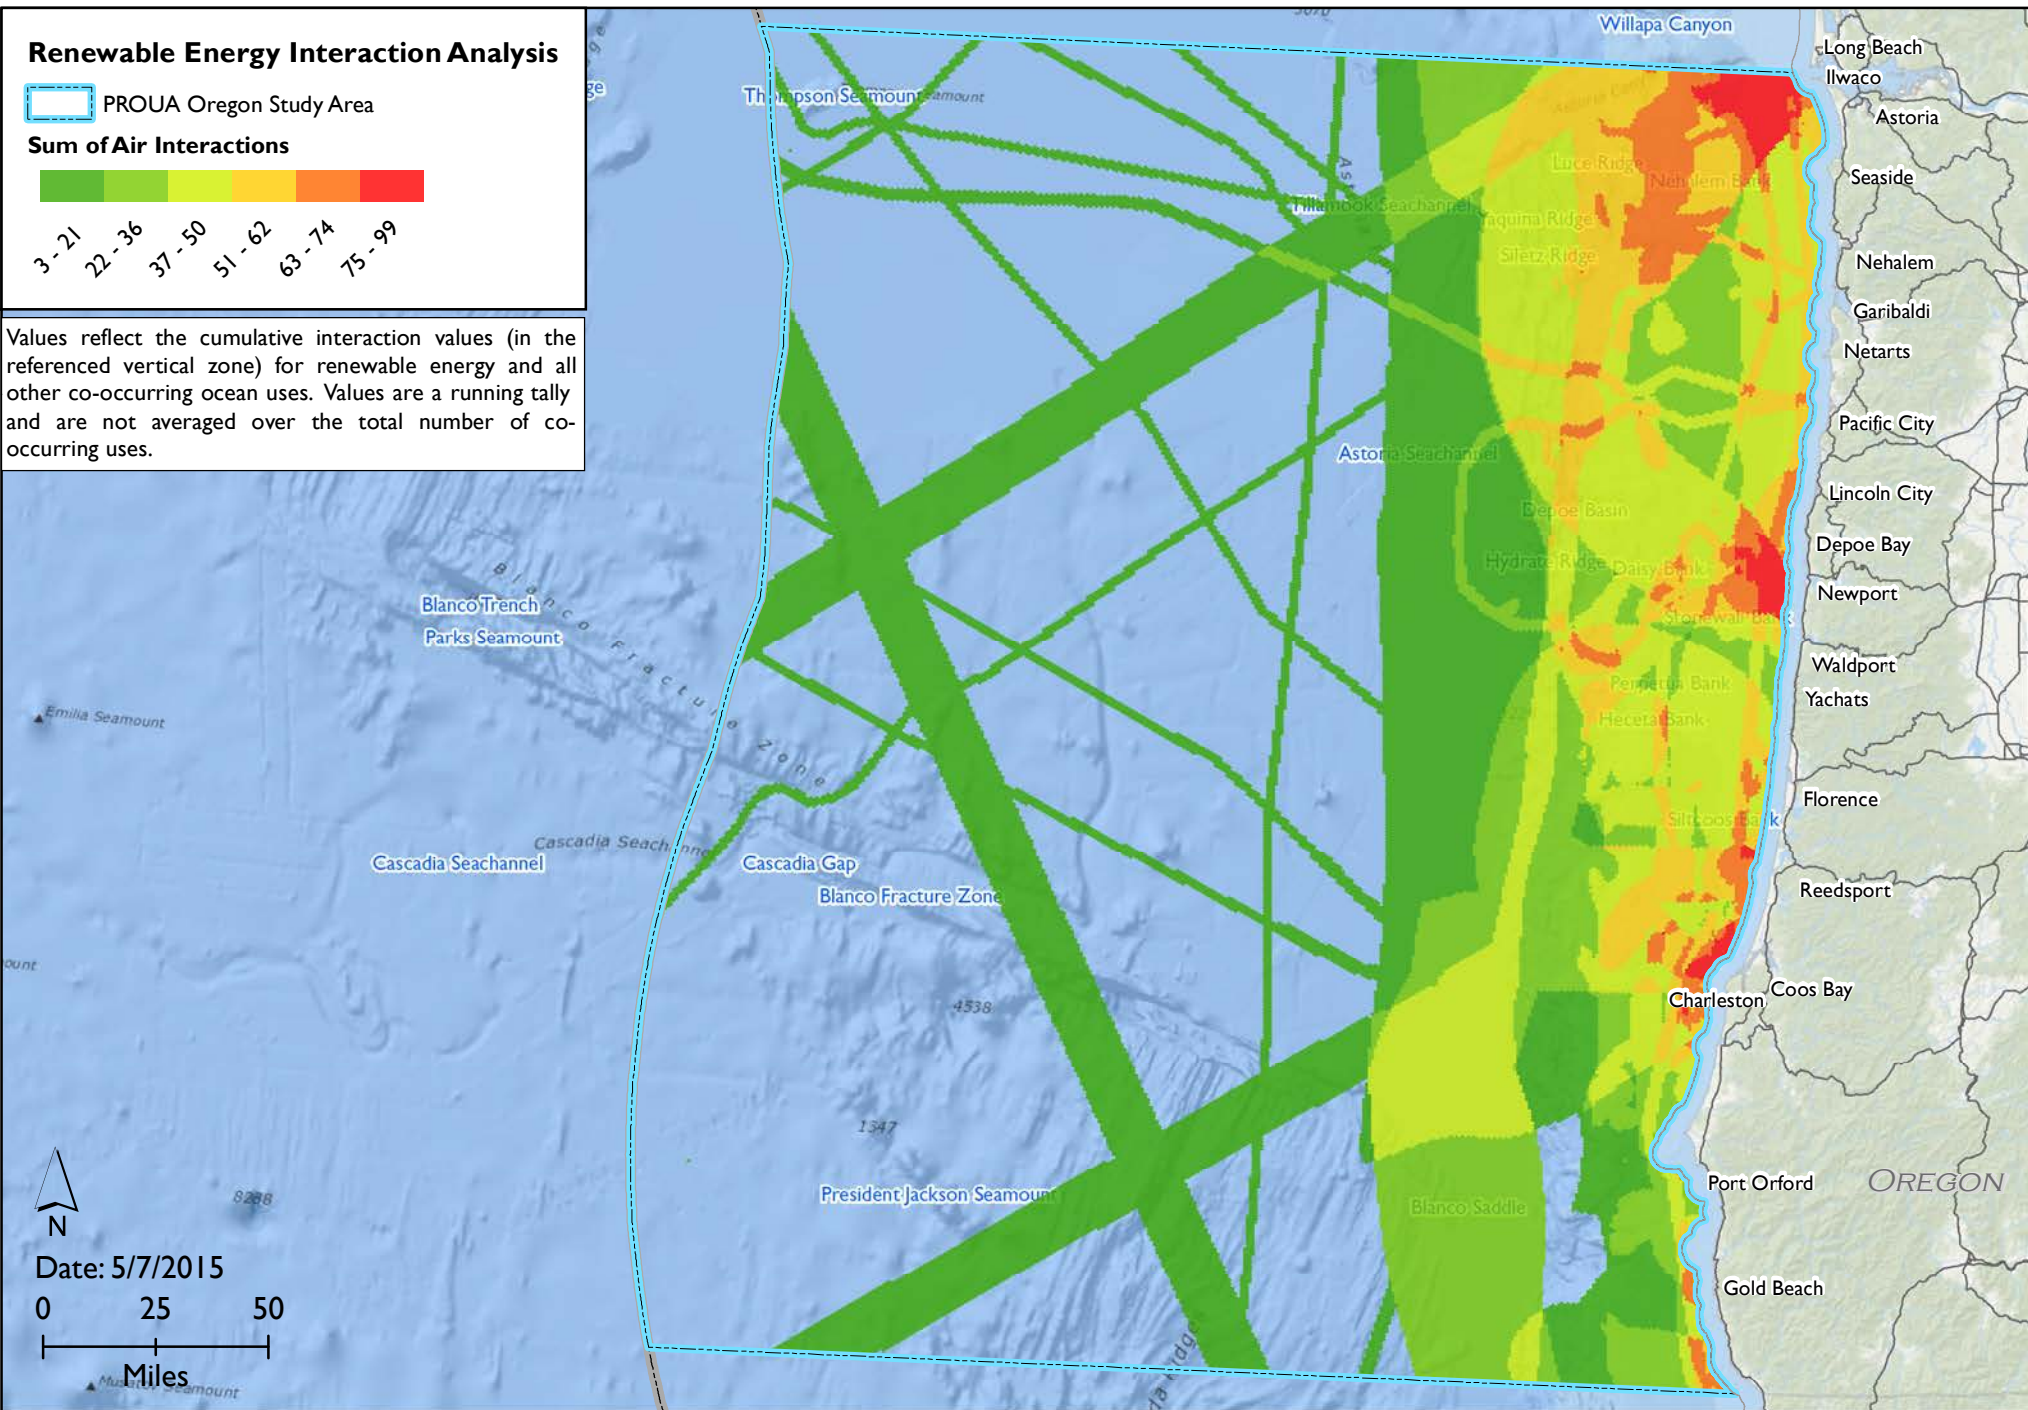 Renewable Energy Interaction Analysis
PROUA Oregon Study Area
Sum of Air Interactions
3 - 21
22 - 36
37 - 50
51 - 62
63 - 74
75 - 99
Values reflect the cumulative interaction values (in the
referenced vertical zone) for renewable energy and all
other co-occurring ocean uses. Values are a running tally
and are not averaged over the total number of co-
occurring uses.
Willapa Canyon
Long Beach
Ilwaco
Thompson Seamount
Astoria
Luce Ridge
Nehalem Bank
Seaside
Tillamook Seachannel
Yaquina Ridge
Siletz Ridge
Nehalem
Garibaldi
Netarts
Pacific City
Astoria Seachannel
Lincoln City
Depoe Basin
Depoe Bay
Hydrate Ridge
Daisy Bank
Newport
Blanco Trench
Stonewall Bank
Parks Seamount
Blanco Fracture Zone
Waldport
Perpetua Bank
Yachats
Heceta Bank
Emilia Seamount
Florence
Siltcoos Bank
Cascadia Seachannel
Cascadia Seachannel
Cascadia Gap
Blanco Fracture Zone
Reedsport
ount
Coos Bay
Charleston
4538
1347
President Jackson Seamount
8288
Blanco Saddle
Port Orford
OREGON
Gold Beach
N
Date: 5/7/2015
0 25 50
Miles